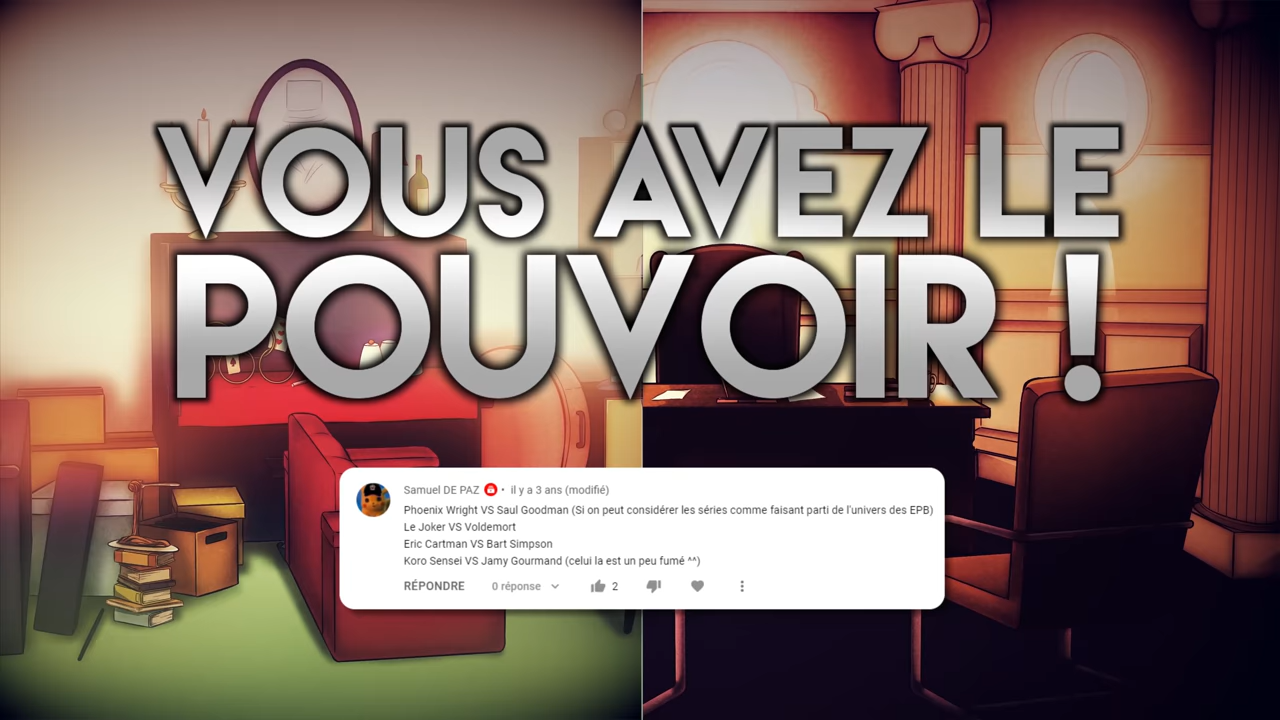 VOUS AVEZ LE
POUVOIR !
Samuel DE PAZ • il y a 3 ans (modifié)
Phoenix Wright VS Saul Goodman (Si on peut considérer les séries comme faisant parti de l'univers des EPB)
Le Joker VS Voldemort
Eric Cartman VS Bart Simpson
Koro Sensei VS Jamy Gourmand (celui la est un peu fumé ^^)
RÉPONDRE 0 réponse 2